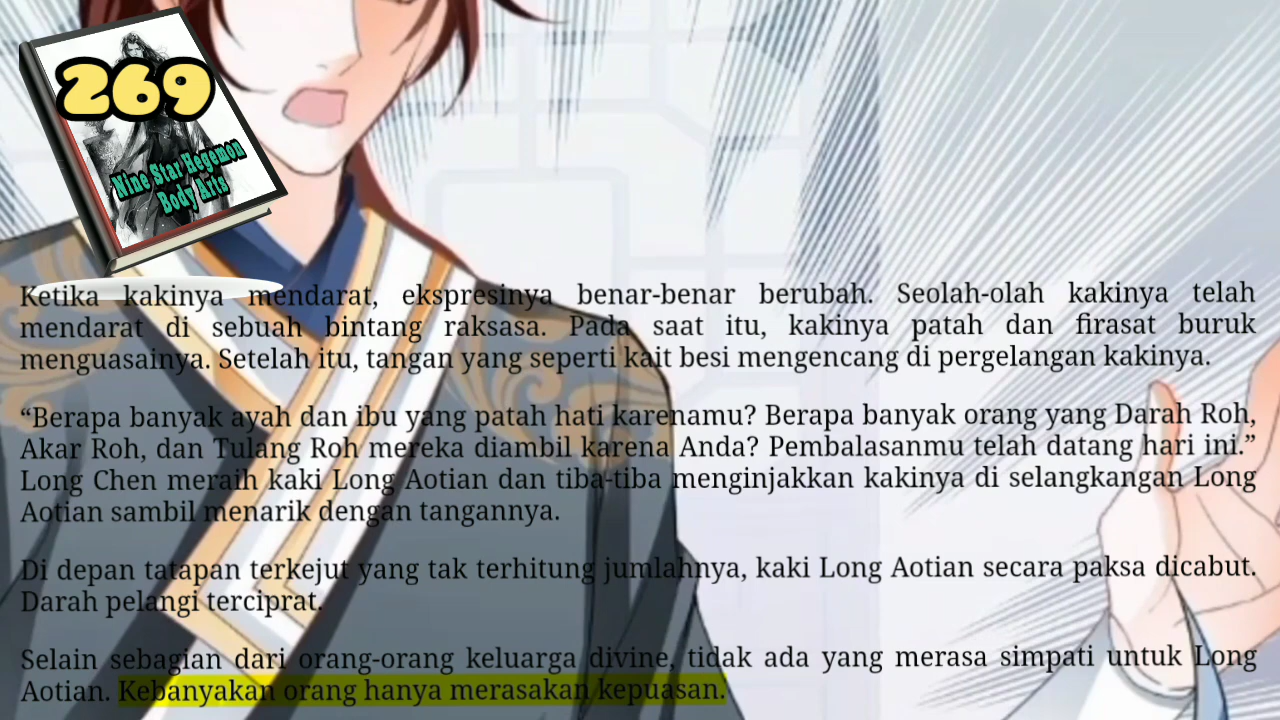 269
Nine Star Hegemon
Body Arts
Ketika kakinya mendarat, ekspresinya benar-benar berubah. Seolah-olah kakinya telah
mendarat di sebuah bintang raksasa. Pada saat itu, kakinya patah dan firasat buruk
menguasainya. Setelah itu, tangan yang seperti kait besi mengencang di pergelangan kakinya.
“Berapa banyak ayah dan ibu yang patah hati karenamu? Berapa banyak orang yang Darah Roh,
Akar Roh, dan Tulang Roh mereka diambil karena Anda? Pembalasanmu telah datang hari ini.”
Long Chen meraih kaki Long Aotian dan tiba-tiba menginjakkan kakinya di selangkangan Long
Aotian sambil menarik dengan tangannya.
Di depan tatapan terkejut yang tak terhitung jumlahnya, kaki Long Aotian secara paksa dicabut.
Darah pelangi terciprat.
Selain sebagian dari orang-orang keluarga divine, tidak ada yang merasa simpati untuk Long
Aotian. Kebanyakan orang hanya merasakan kepuasan.